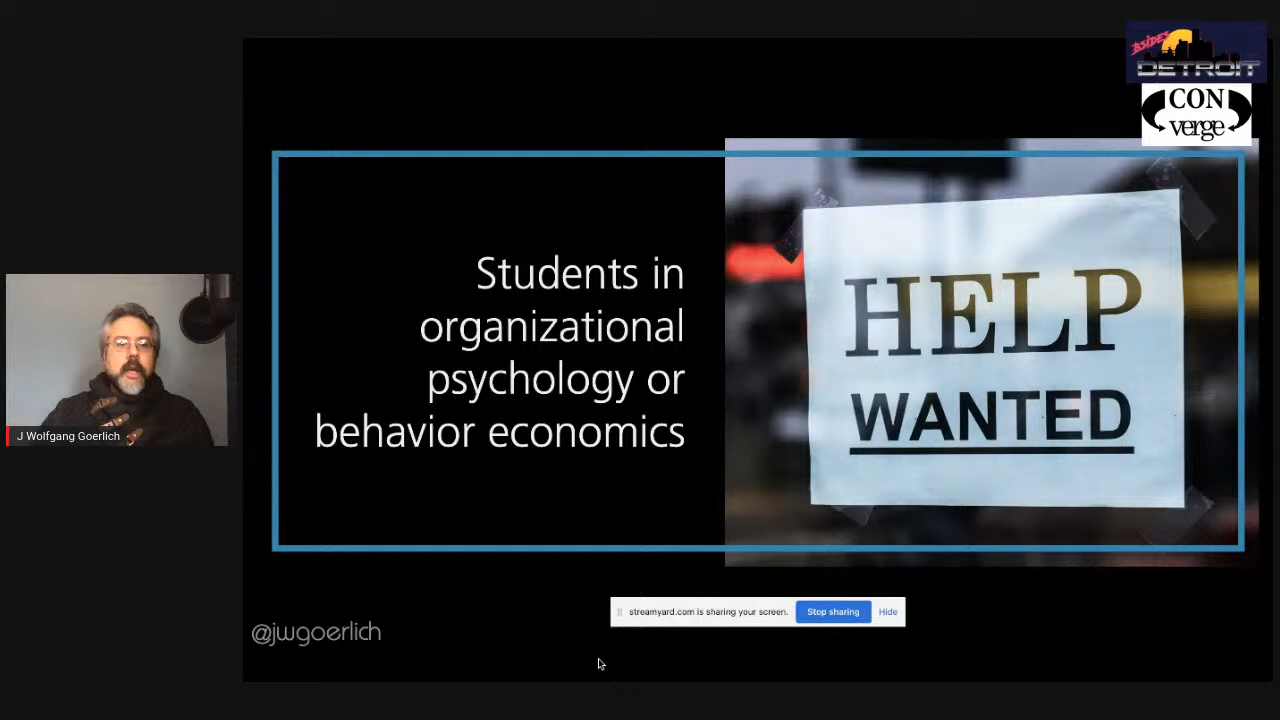 BSIDES
DETROIT
CON
verge
Students in
organizational
psychology or
behavior economics
HELP
WANTED
J Wolfgang Goerlich
streamyard.com is sharing your screen.
Stop sharing
Hide
@jwgoerlich